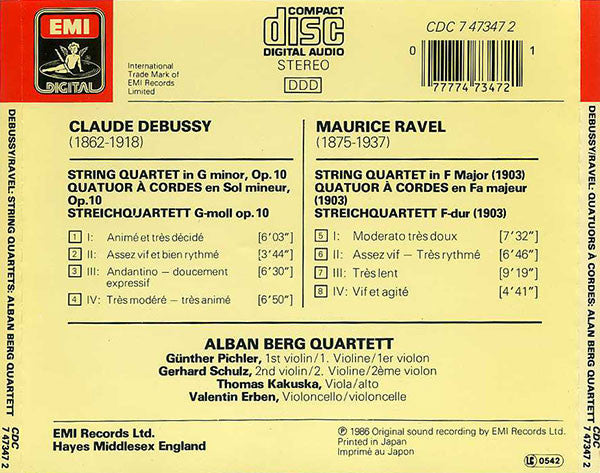 EMI
DIGITAL
International
Trade Mark of
EMI Records
Limited
COMPACT
disc
DIGITAL AUDIO
STEREO
DDD
CDC 7 47347 2
0 77774 73472 1
CLAUDE DEBUSSY
(1862-1918)
STRING QUARTET in G minor, Op.10
QUATUOR À CORDES en Sol mineur,
Op.10
STREICHQUARTETT G-moll op.10
1 I: Animé et très décidé [6'03"]
2 II: Assez vif et bien rythmé [3'44"]
3 III: Andantino – doucement [6'30"]
expressif
4 IV: Très modéré – très animé [6'50"]
MAURICE RAVEL
(1875-1937)
STRING QUARTET in F Major (1903)
QUATUOR À CORDES en Fa majeur
(1903)
STREICHQUARTETT F-dur (1903)
5 I: Moderato très doux [7'32"]
6 II: Assez vif – Très rythmé [6'46"]
7 III: Très lent [9'19"]
8 IV: Vif et agité [4'41"]
ALBAN BERG QUARTETT
Günther Pichler, 1st violin/1. Violine/1er violon
Gerhard Schulz, 2nd violin/2. Violine/2ème violon
Thomas Kakuska, Viola/alto
Valentin Erben, Violoncello/violoncelle
EMI Records Ltd.
Hayes Middlesex England
℗ 1986 Original sound recording by EMI Records Ltd.
Printed in Japan
Imprimé au Japon
LC 0542
DEBUSSY/RAVEL: STRING QUARTETS: ALBAN BERG QUARTETT
CDC
7 47347 2
DEBUSSY/RAVEL: QUATUORS À CORDES: ALAN BERG QUARTETT
CDC
7 47347 2